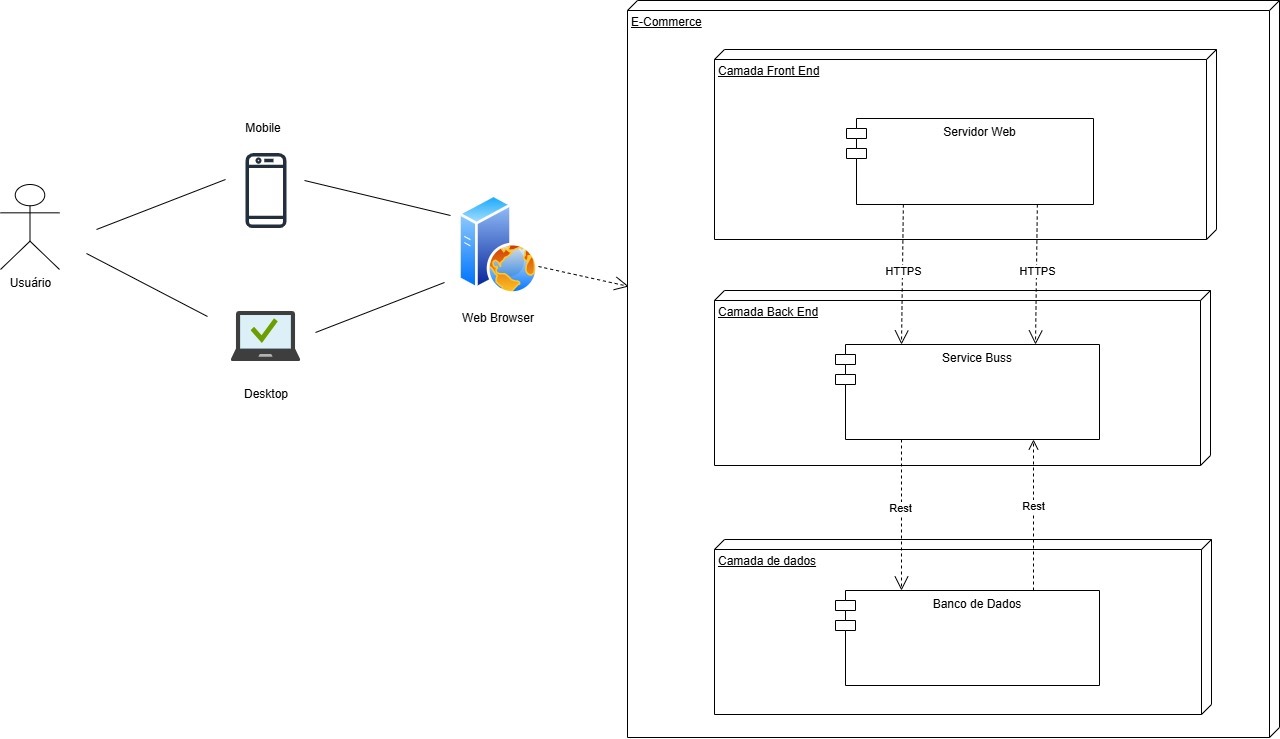 E-Commerce
Camada Front End
Mobile
Servidor Web
Usuário
HTTPS
HTTPS
Camada Back End
Web Browser
Service Buss
Desktop
Rest
Rest
Camada de dados
Banco de Dados